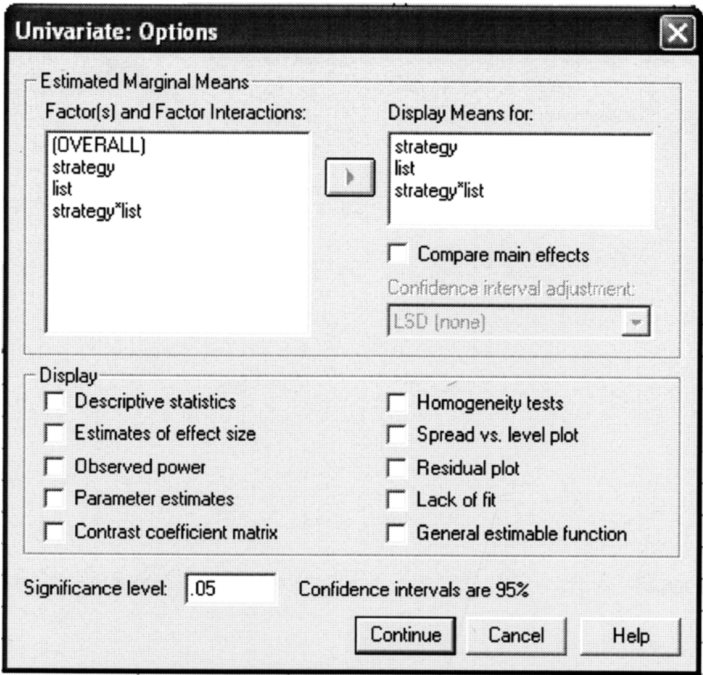 Univariate: Options
Estimated Marginal Means
Factor(s) and Factor Interactions:
(OVERALL)
strategy
list
strategy*list
Display Means for:
strategy
list
strategy*list
Compare main effects
Confidence interval adjustment:
LSD (none)
Display
Descriptive statistics
Estimates of effect size
Observed power
Parameter estimates
Contrast coefficient matrix
Homogeneity tests
Spread vs. level plot
Residual plot
Lack of fit
General estimable function
Significance level: .05 Confidence intervals are 95%
Continue Cancel Help